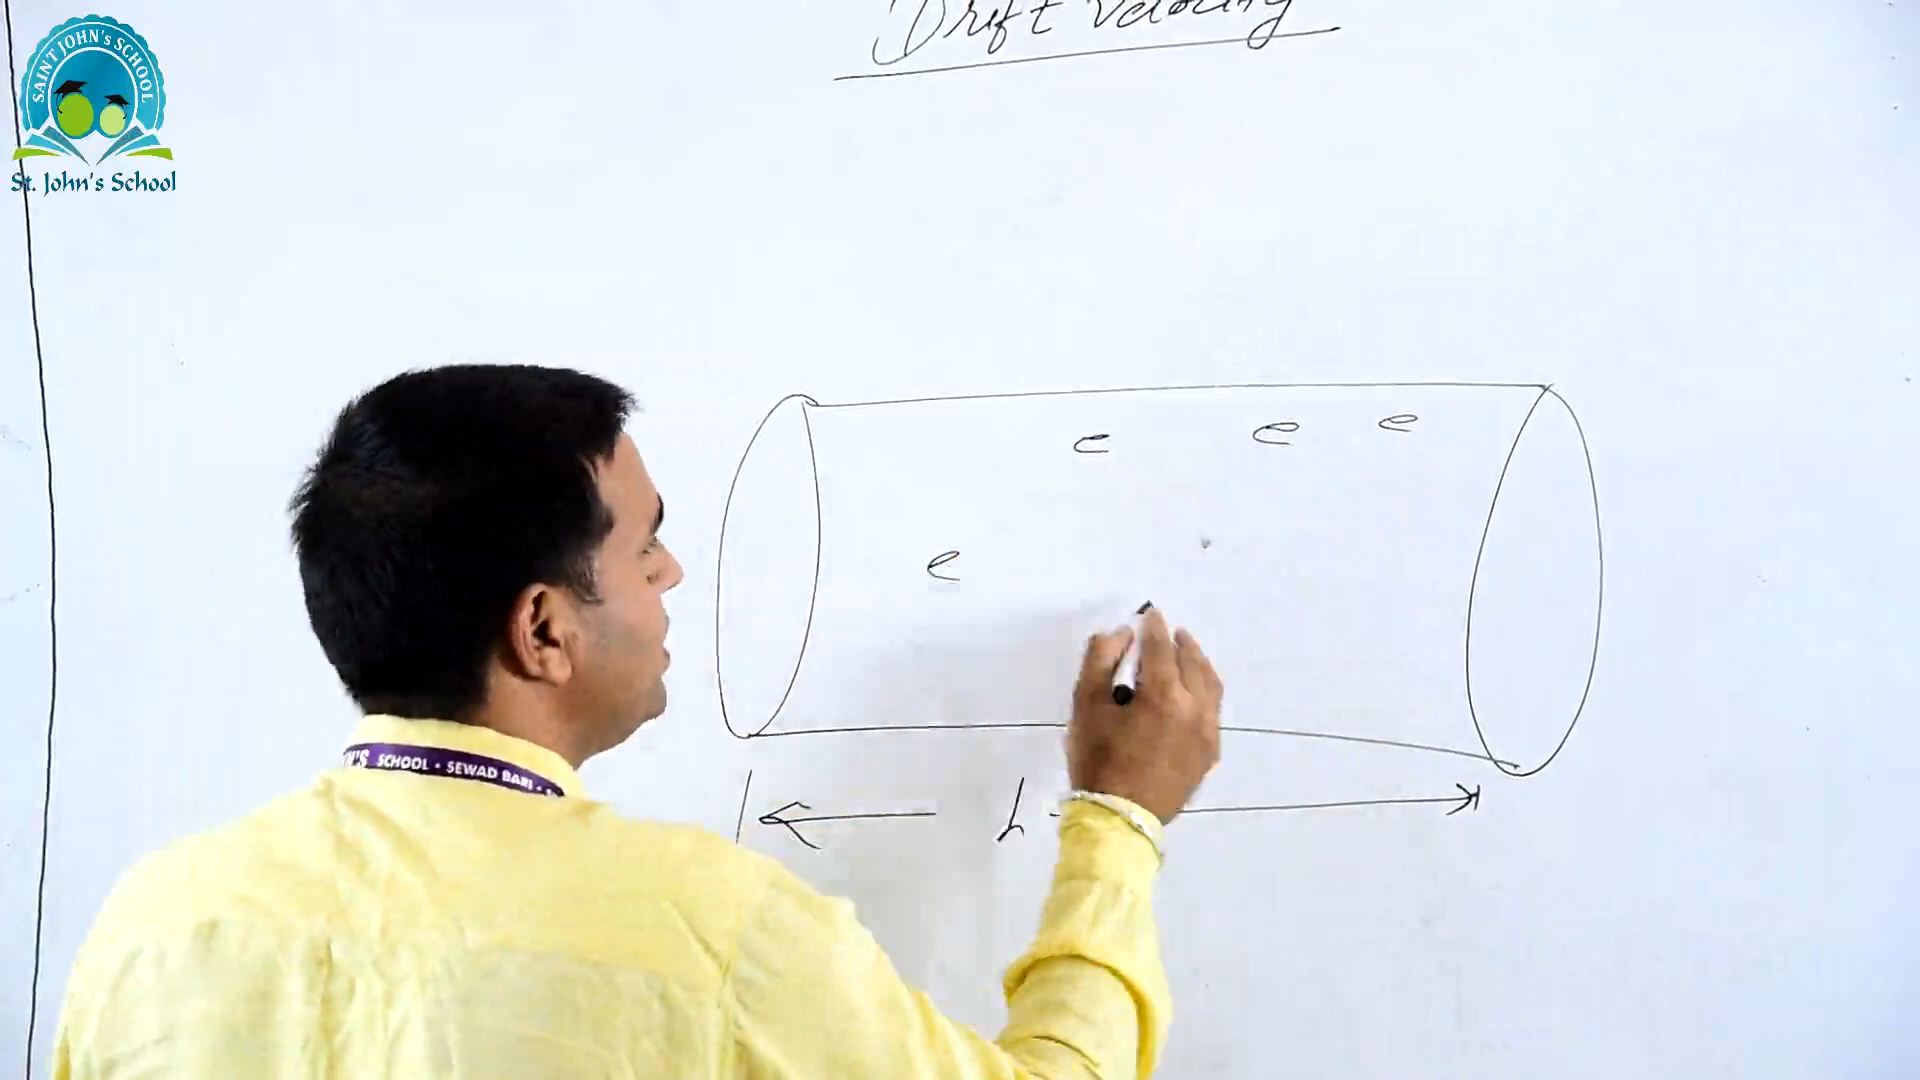 SAINT JOHN's SCHOOL
St. John's School
Drift Velocity
e e e
e
L
N'S SCHOOL • SEWAD BARI •